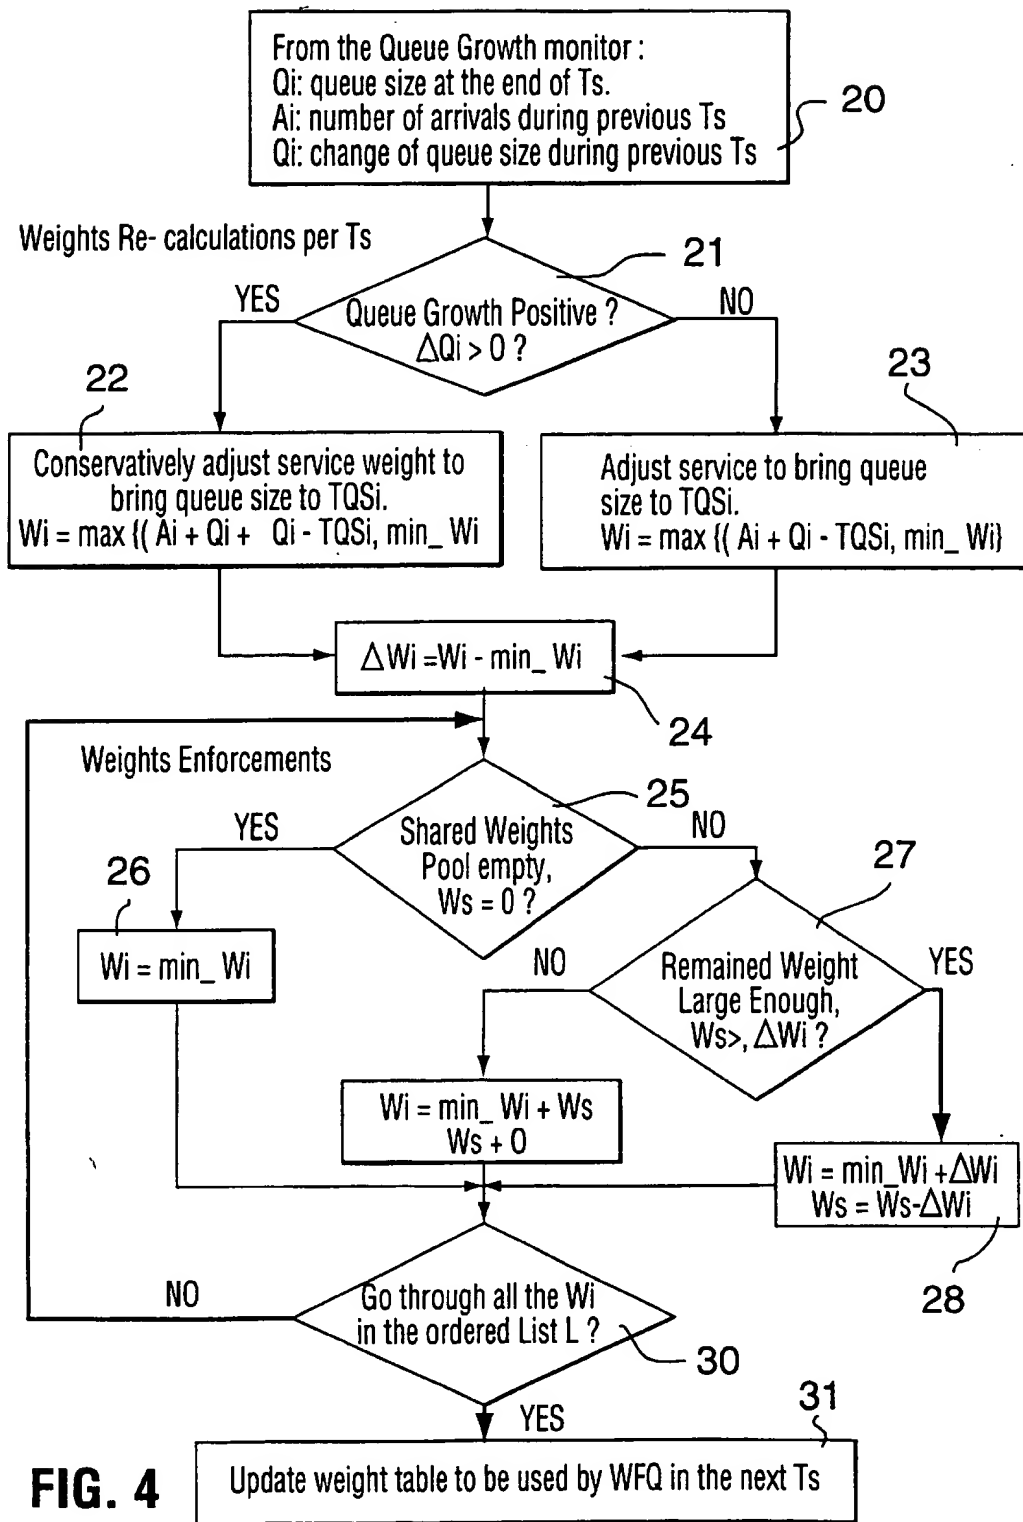 From the Queue Growth monitor :
Qi: queue size at the end of Ts.
Ai: number of arrivals during previous Ts
Qi: change of queue size during previous Ts
20
Weights Re- calculations per Ts
21
YES
Queue Growth Positive ?
ΔQi > 0 ?
NO
22
Conservatively adjust service weight to
bring queue size to TQSi.
Wi = max {( Ai + Qi + Qi - TQSi, min_ Wi
23
Adjust service to bring queue
size to TQSi.
Wi = max {( Ai + Qi - TQSi, min_ Wi}
ΔWi =Wi - min_ Wi
24
Weights Enforcements
25
YES
Shared Weights
Pool empty,
Ws = 0 ?
NO
26
Wi = min_ Wi
27
NO
Remained Weight
Large Enough,
Ws>, ΔWi ?
YES
Wi = min_ Wi + Ws
Ws + 0
Wi = min_Wi +ΔWi
Ws = Ws-ΔWi
28
NO
Go through all the Wi
in the ordered List L ?
30
YES
31
Update weight table to be used by WFQ in the next Ts
FIG. 4